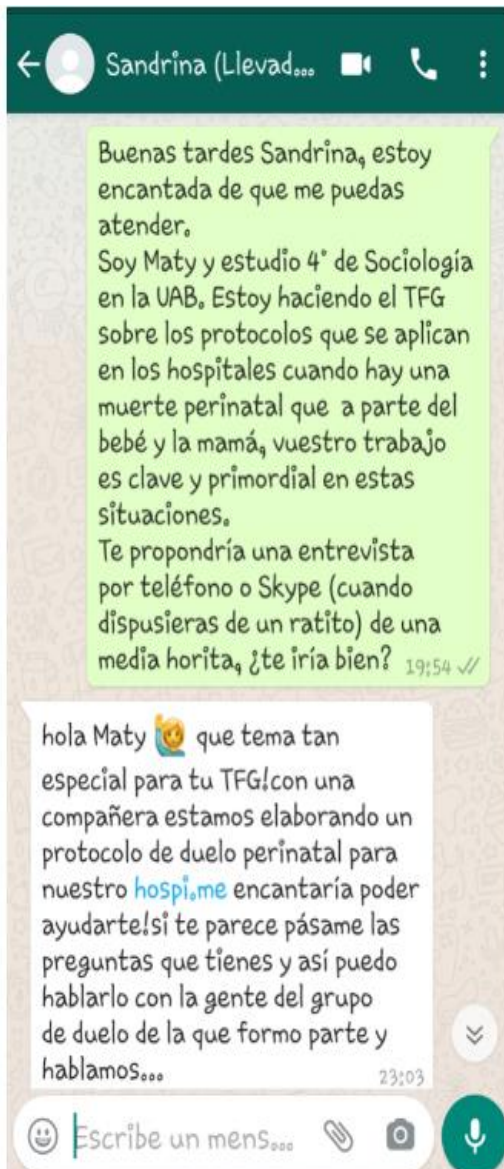 Sandrina (Llevad...
Buenas tardes Sandrina, estoy
encantada de que me puedas
atender.
Soy Maty y estudio 4° de Sociología
en la UAB. Estoy haciendo el TFG
sobre los protocolos que se aplican
en los hospitales cuando hay una
muerte perinatal que a parte del
bebé y la mamá, vuestro trabajo
es clave y primordial en estas
situaciones.
Te propondría una entrevista
por teléfono o Skype (cuando
dispusieras de un ratito) de una
media horita, ¿te iría bien? 19:54
hola Maty 🙋 que tema tan
especial para tu TFG!con una
compañera estamos elaborando un
protocolo de duelo perinatal para
nuestro hospi.me encantaría poder
ayudarte!si te parece pásame las
preguntas que tienes y así puedo
hablarlo con la gente del grupo
de duelo de la que formo parte y
hablamos...
23:03
Escribe un mens...